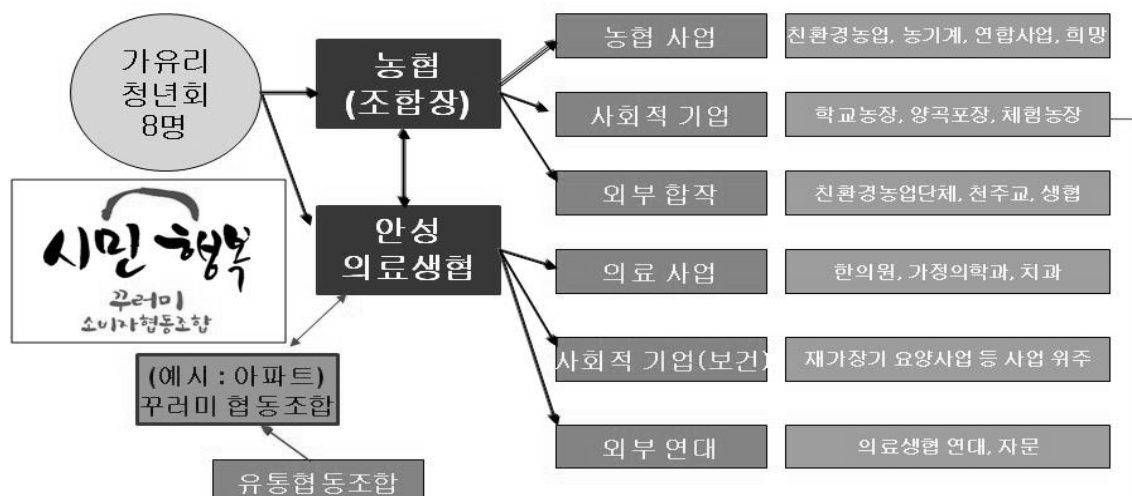 가유리
청년회
8명
농협
(조합장)
농협 사업
친환경농업, 농기계, 연합사업, 희망
사회적 기업
학교농장, 양곡포장, 체험농장
외부 합작
친환경농업단체, 천주교, 생협
시민 행복
꾸러미
소비자협동조합
안성
의료생협
의료 사업
한의원, 가정의학과, 치과
사회적 기업(보건)
재가장기 요양사업 등 사업 위주
(예시 : 아파트)
꾸러미 협동조합
외부 연대
의료생협 연대, 자문
유통협동조합